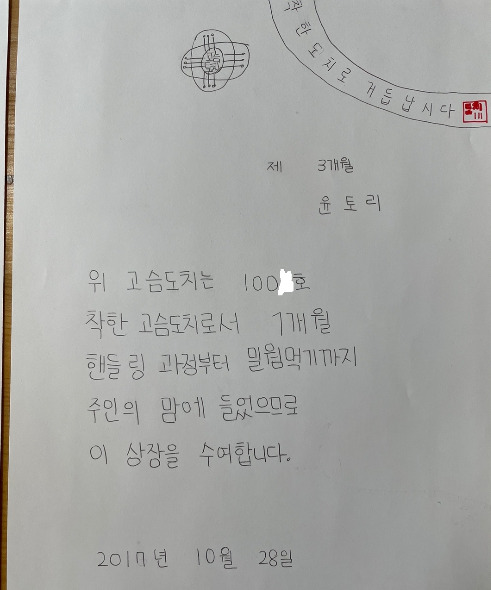 착한도치로 거듭납시다
제 3개월
윤토리
위 고슴도치는 100 호
착한 고슴도치로서 1개월
핸들링 과정부터 밀웜먹기까지
주인의 맘에 들었으므로
이 상장을 수여합니다.
2017년 10월 28일